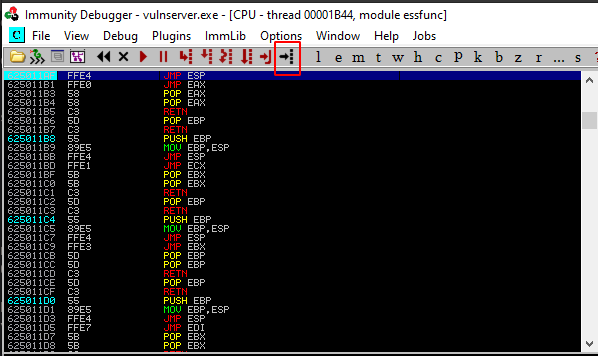 Immunity Debugger - vulnserver.exe - [CPU - thread 00001B44, module essfunc]
C File View Debug Plugins ImmLib Options Window Help Jobs
l e m t w h c p k b z r ... s
625011AF FFE4 JMP ESP
625011B1 FFE0 JMP EAX
625011B3 58 POP EAX
625011B4 58 POP EAX
625011B5 C3 RETN
625011B6 5D POP EBP
625011B7 C3 RETN
625011B8 55 PUSH EBP
625011B9 89E5 MOV EBP,ESP
625011BB FFE4 JMP ESP
625011BD FFE1 JMP ECX
625011BF 5B POP EBX
625011C0 5B POP EBX
625011C1 C3 RETN
625011C2 5D POP EBP
625011C3 C3 RETN
625011C4 55 PUSH EBP
625011C5 89E5 MOV EBP,ESP
625011C7 FFE4 JMP ESP
625011C9 FFE3 JMP EBX
625011CB 5D POP EBP
625011CC 5D POP EBP
625011CD C3 RETN
625011CE 5D POP EBP
625011CF C3 RETN
625011D0 55 PUSH EBP
625011D1 89E5 MOV EBP,ESP
625011D3 FFE4 JMP ESP
625011D5 FFE7 JMP EDI
625011D7 5B POP EBX
625011D8 5B POP EBX